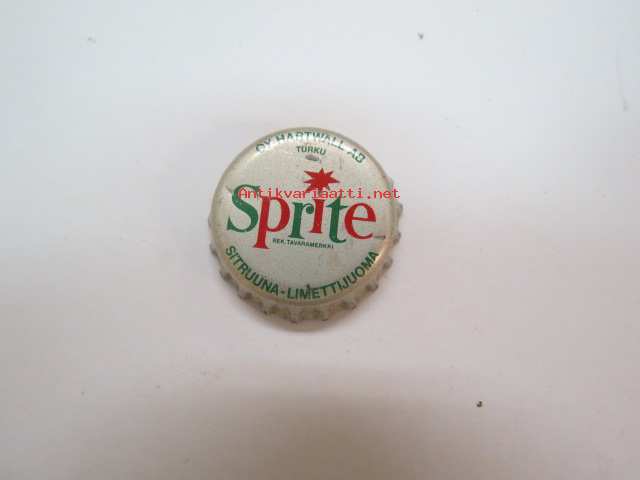 OY HARTWALL AB
TURKU
Antikvariaatti.net
Sprite
REK. TAVARAMERKKI
SITRUUNA-LIMETTIJUOMA